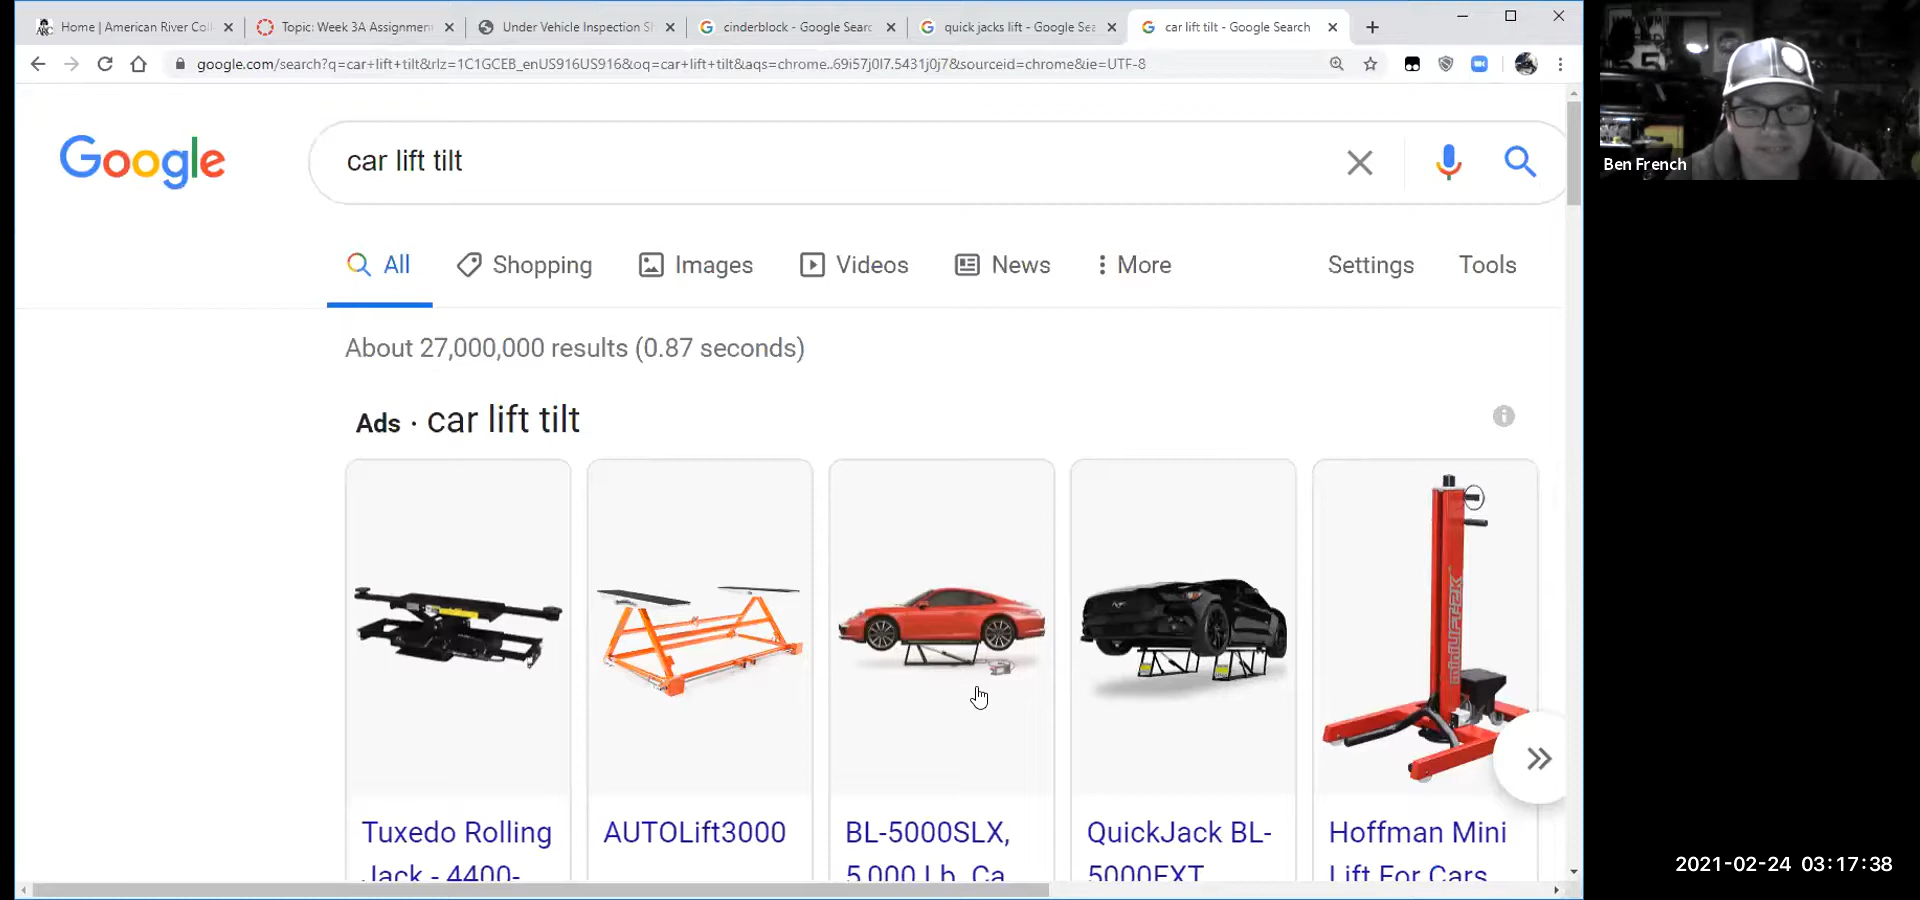 Home | American River Coll
Topic: Week 3A Assignment
Under Vehicle Inspection S
cinderblock - Google Searc
quick jacks lift - Google Sea
car lift tilt - Google Search
google.com/search?q=car+lift+tilt&rlz=1C1GCEB_enUS916US916&oq=car+lift+tilt&aqs=chrome..69i57j0l7.5431j0j7&sourceid=chrome&ie=UTF-8
Ben French
Google
car lift tilt
All
Shopping
Images
Videos
News
More
Settings
Tools
About 27,000,000 results (0.87 seconds)
Ads · car lift tilt
Tuxedo Rolling
Jack - 4400-
AUTOLift3000
BL-5000SLX,
5,000 Lb. Ca
QuickJack BL-
5000EXT
Hoffman Mini
Lift For Cars
2021-02-24 03:17:38